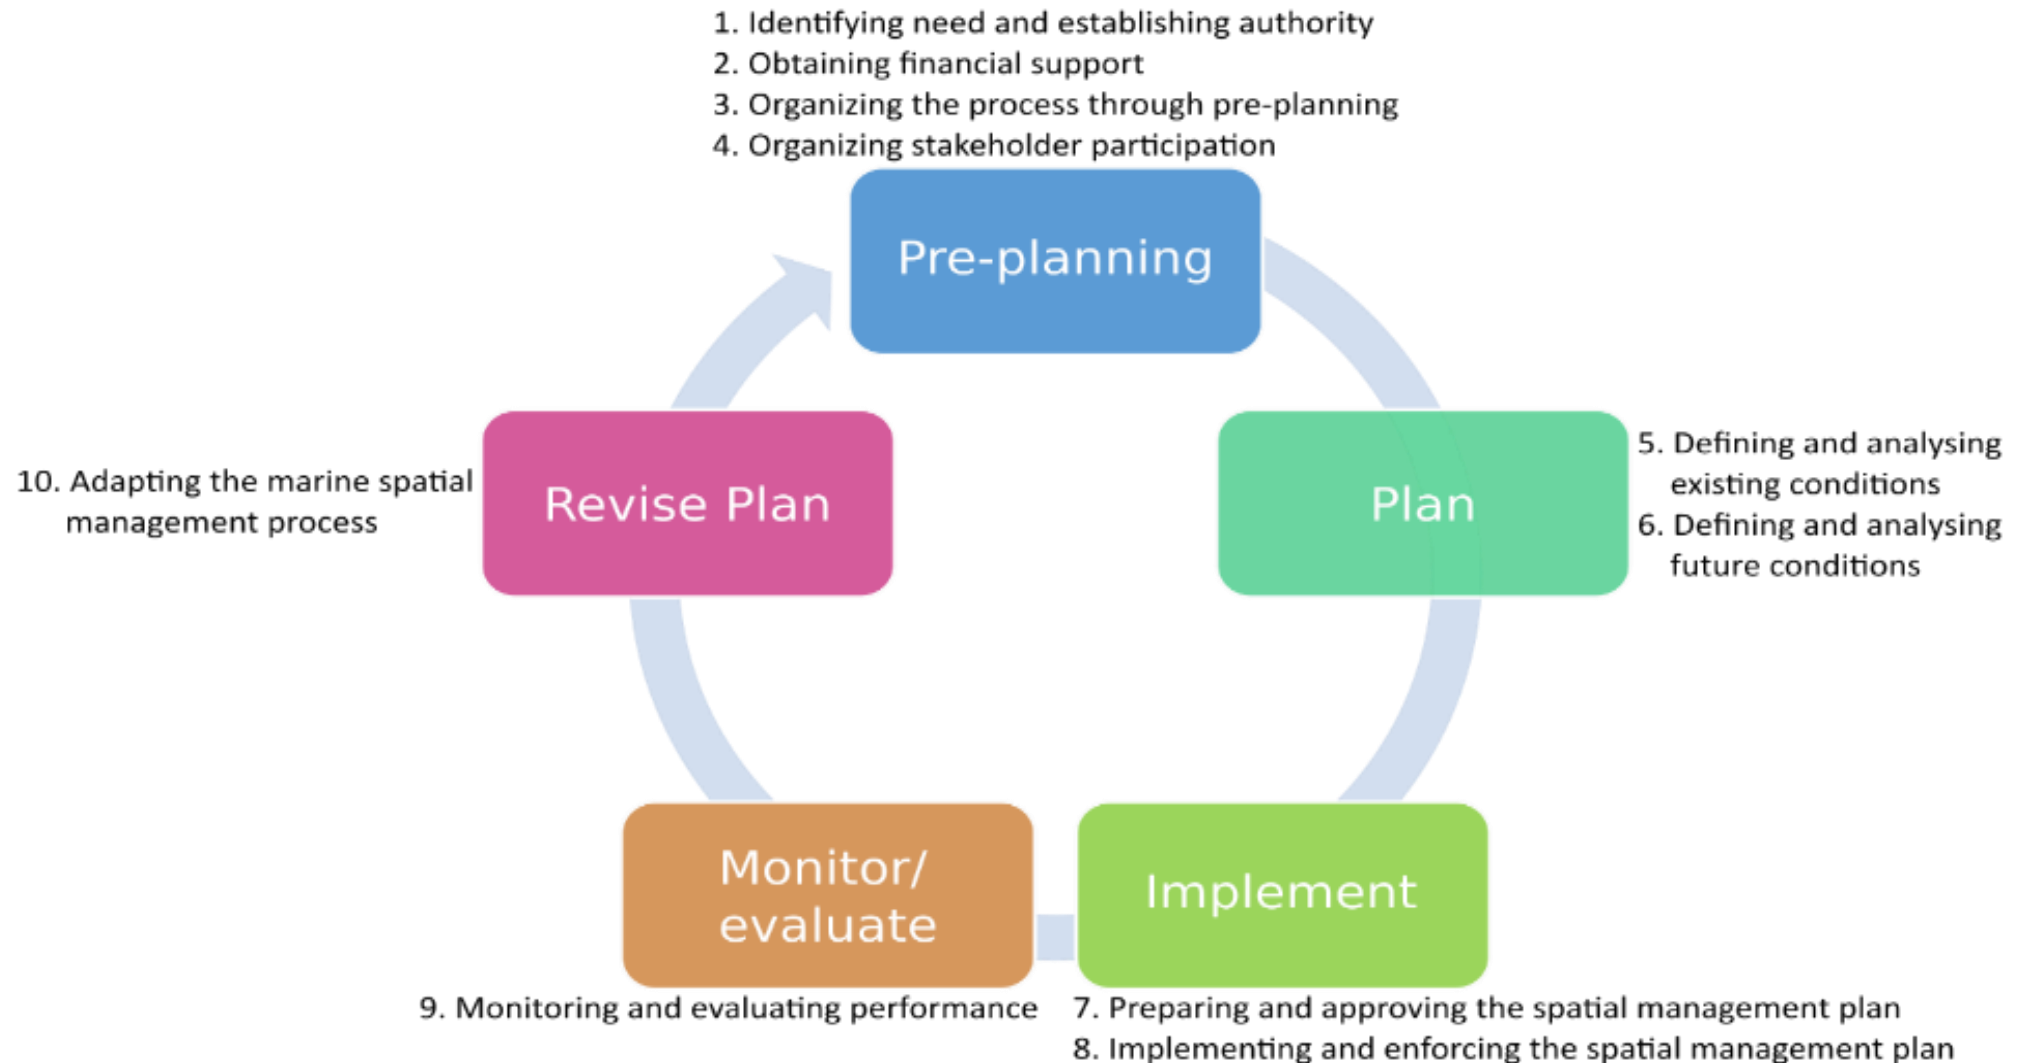 1. Identifying need and establishing authority
2. Obtaining financial support
3. Organizing the process through pre-planning
4. Organizing stakeholder participation
Pre-planning
Plan
5. Defining and analysing
existing conditions
6. Defining and analysing
future conditions
Implement
7. Preparing and approving the spatial management plan
8. Implementing and enforcing the spatial management plan
Monitor/
evaluate
9. Monitoring and evaluating performance
Revise Plan
10. Adapting the marine spatial
management process